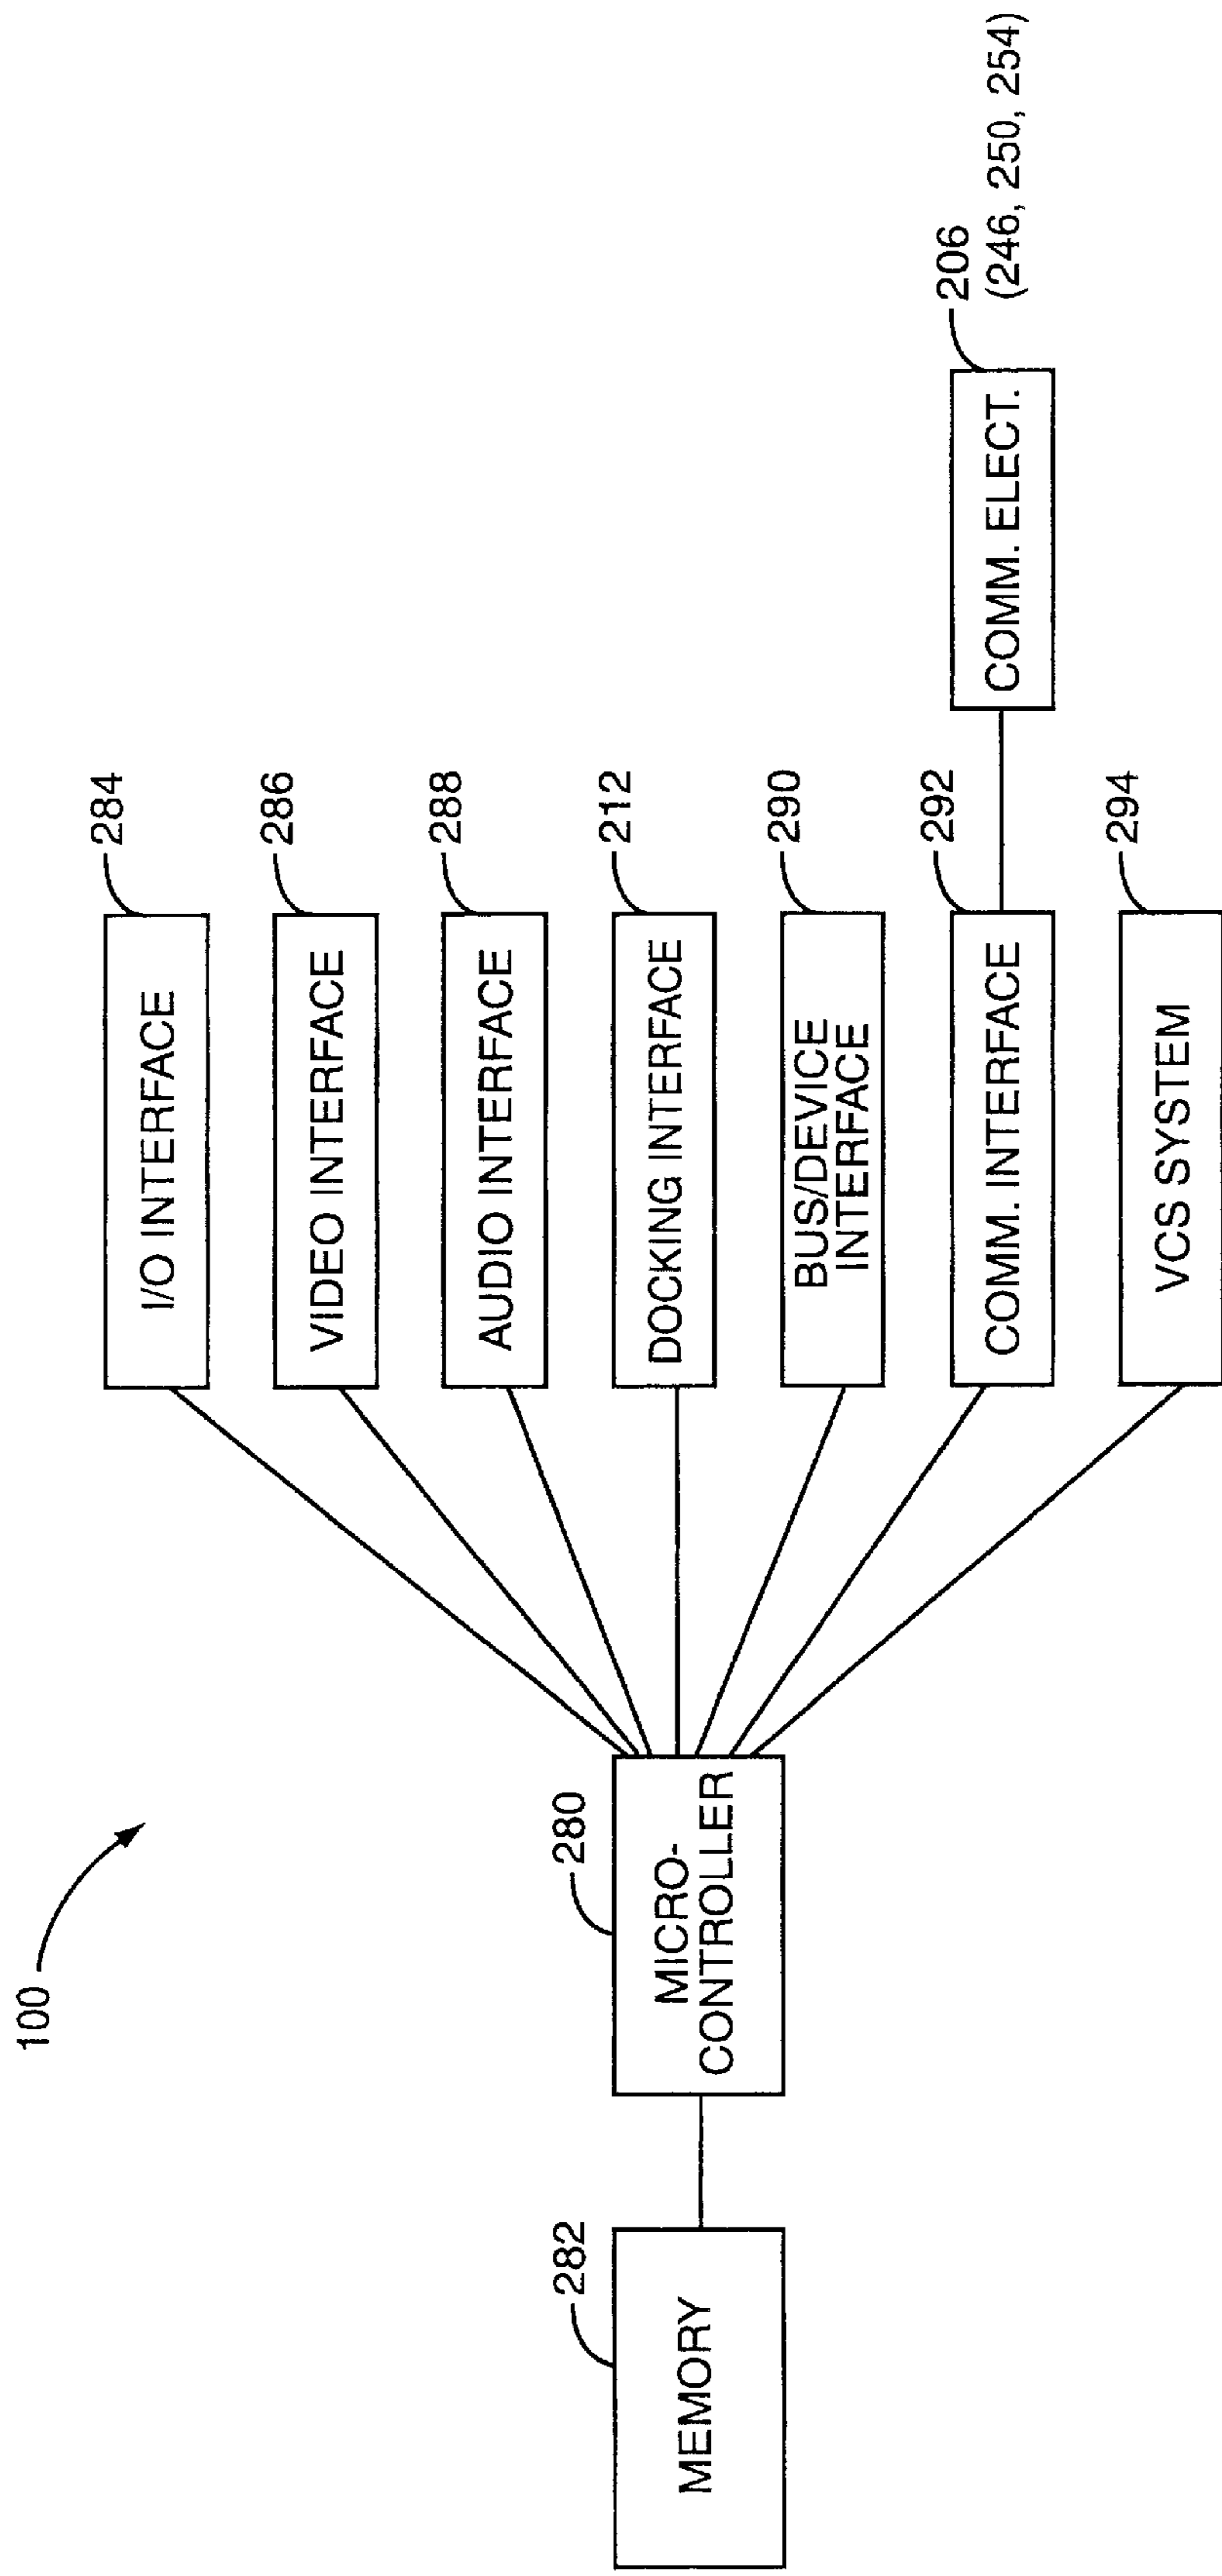 100
282
MEMORY
280
MICRO-
CONTROLLER
284
I/O INTERFACE
286
VIDEO INTERFACE
288
AUDIO INTERFACE
212
DOCKING INTERFACE
290
BUS/DEVICE
INTERFACE
292
COMM. INTERFACE
294
VCS SYSTEM
206
(246, 250, 254)
COMM. ELECT.